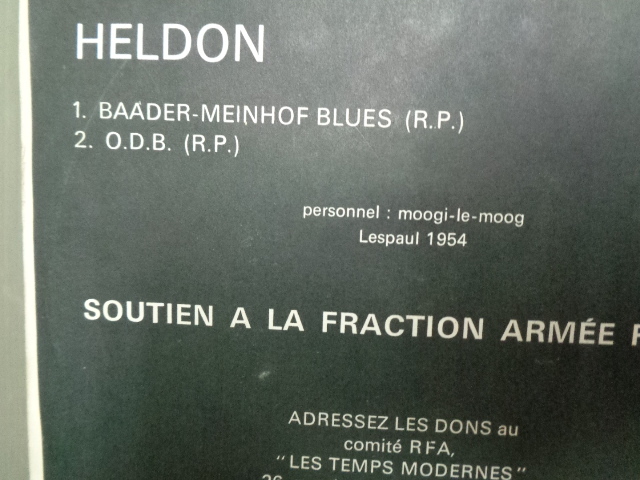 HELDON
1. BAADER-MEINHOF BLUES (R.P.)
2. O.D.B. (R.P.)
personnel : moogi-le-moog
Lespaul 1954
SOUTIEN A LA FRACTION ARMÉE
ADRESSEZ LES DONS au
comité RFA,
"LES TEMPS MODERNES"